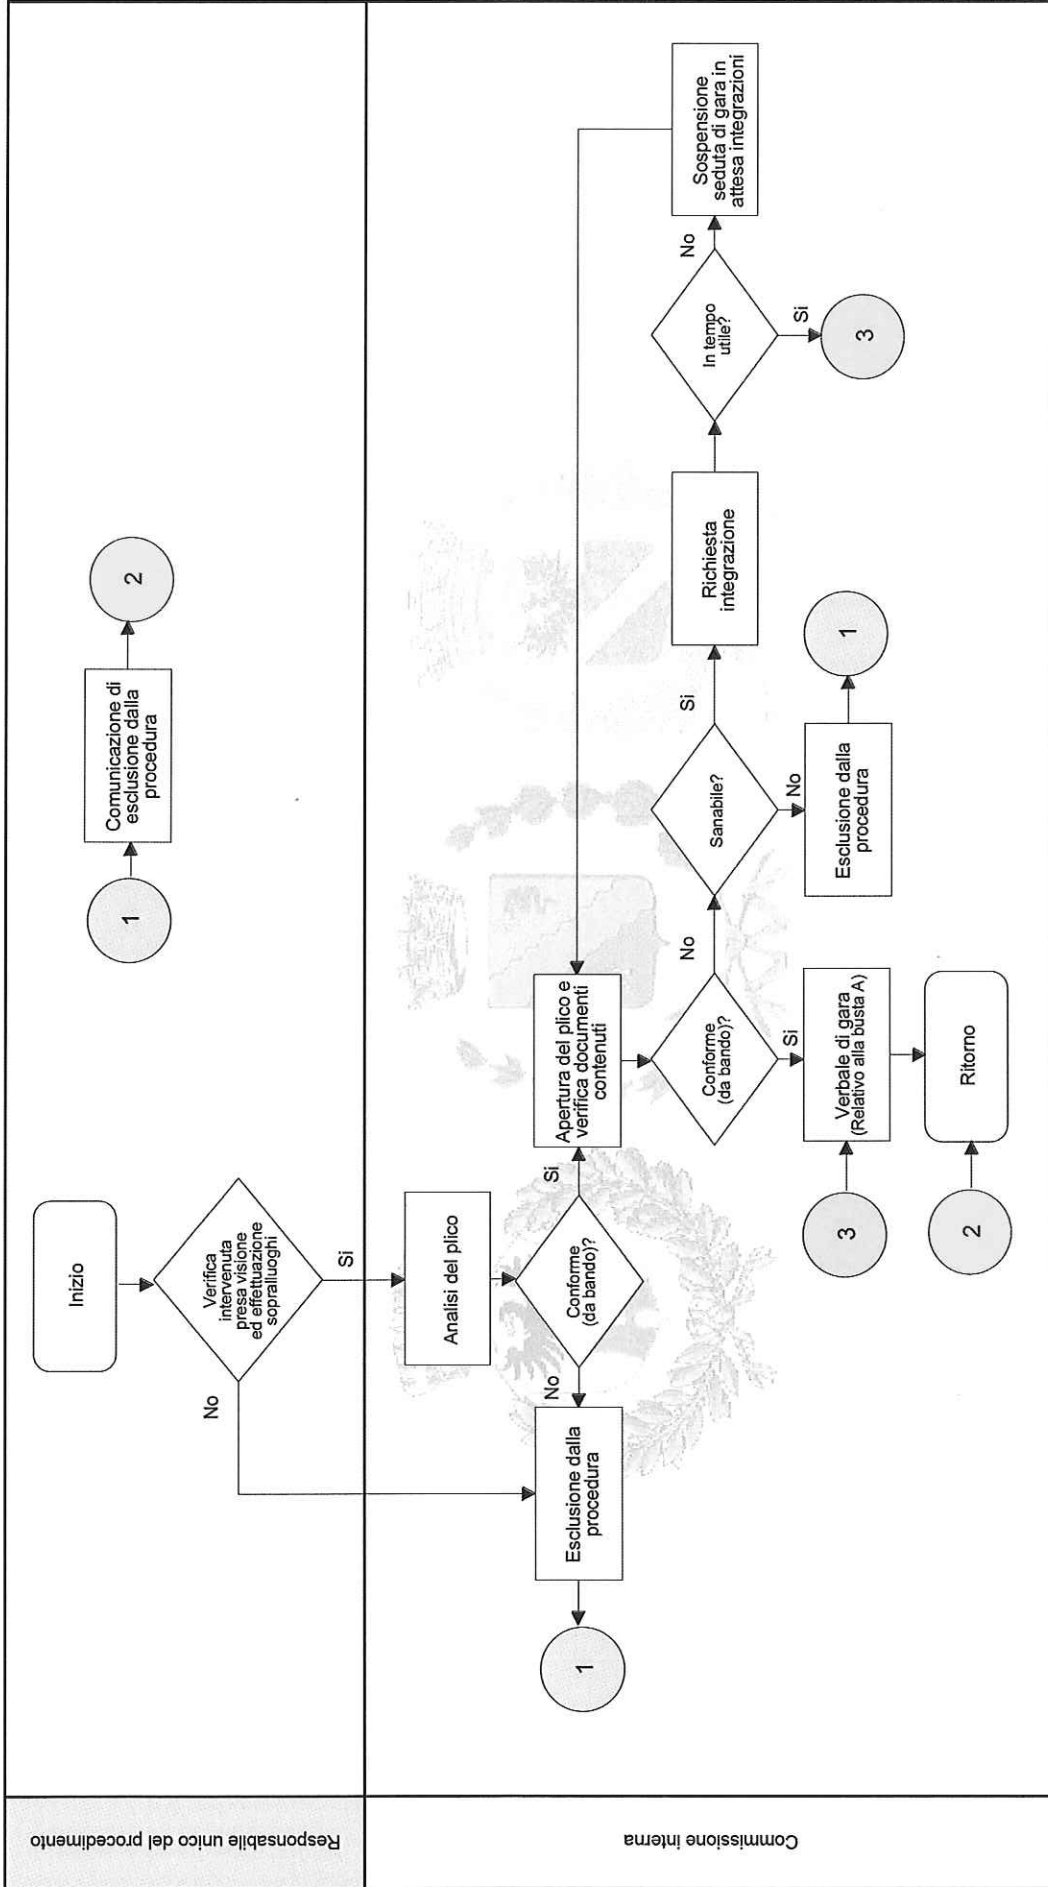 Responsabile unico del procedimento
Inizio
Verifica
intervenuta
presa visione
ed effettuazione
sopralluoghi
No
Si
1
Comunicazione di
esclusione dalla
procedura
2
Commissione interna
Analisi del plico
Conforme
(da bando)?
No
Si
Esclusione dalla
procedura
1
Apertura del plico e
verifica documenti
contenuti
Conforme
(da bando)?
No
Si
Sanabile?
Si
No
Richiesta
integrazione
In tempo
utile?
No
Si
Sospensione
seduta di gara in
attesa integrazioni
3
Esclusione dalla
procedura
1
3
Verbale di gara
(Relativo alla busta A)
2
Ritorno